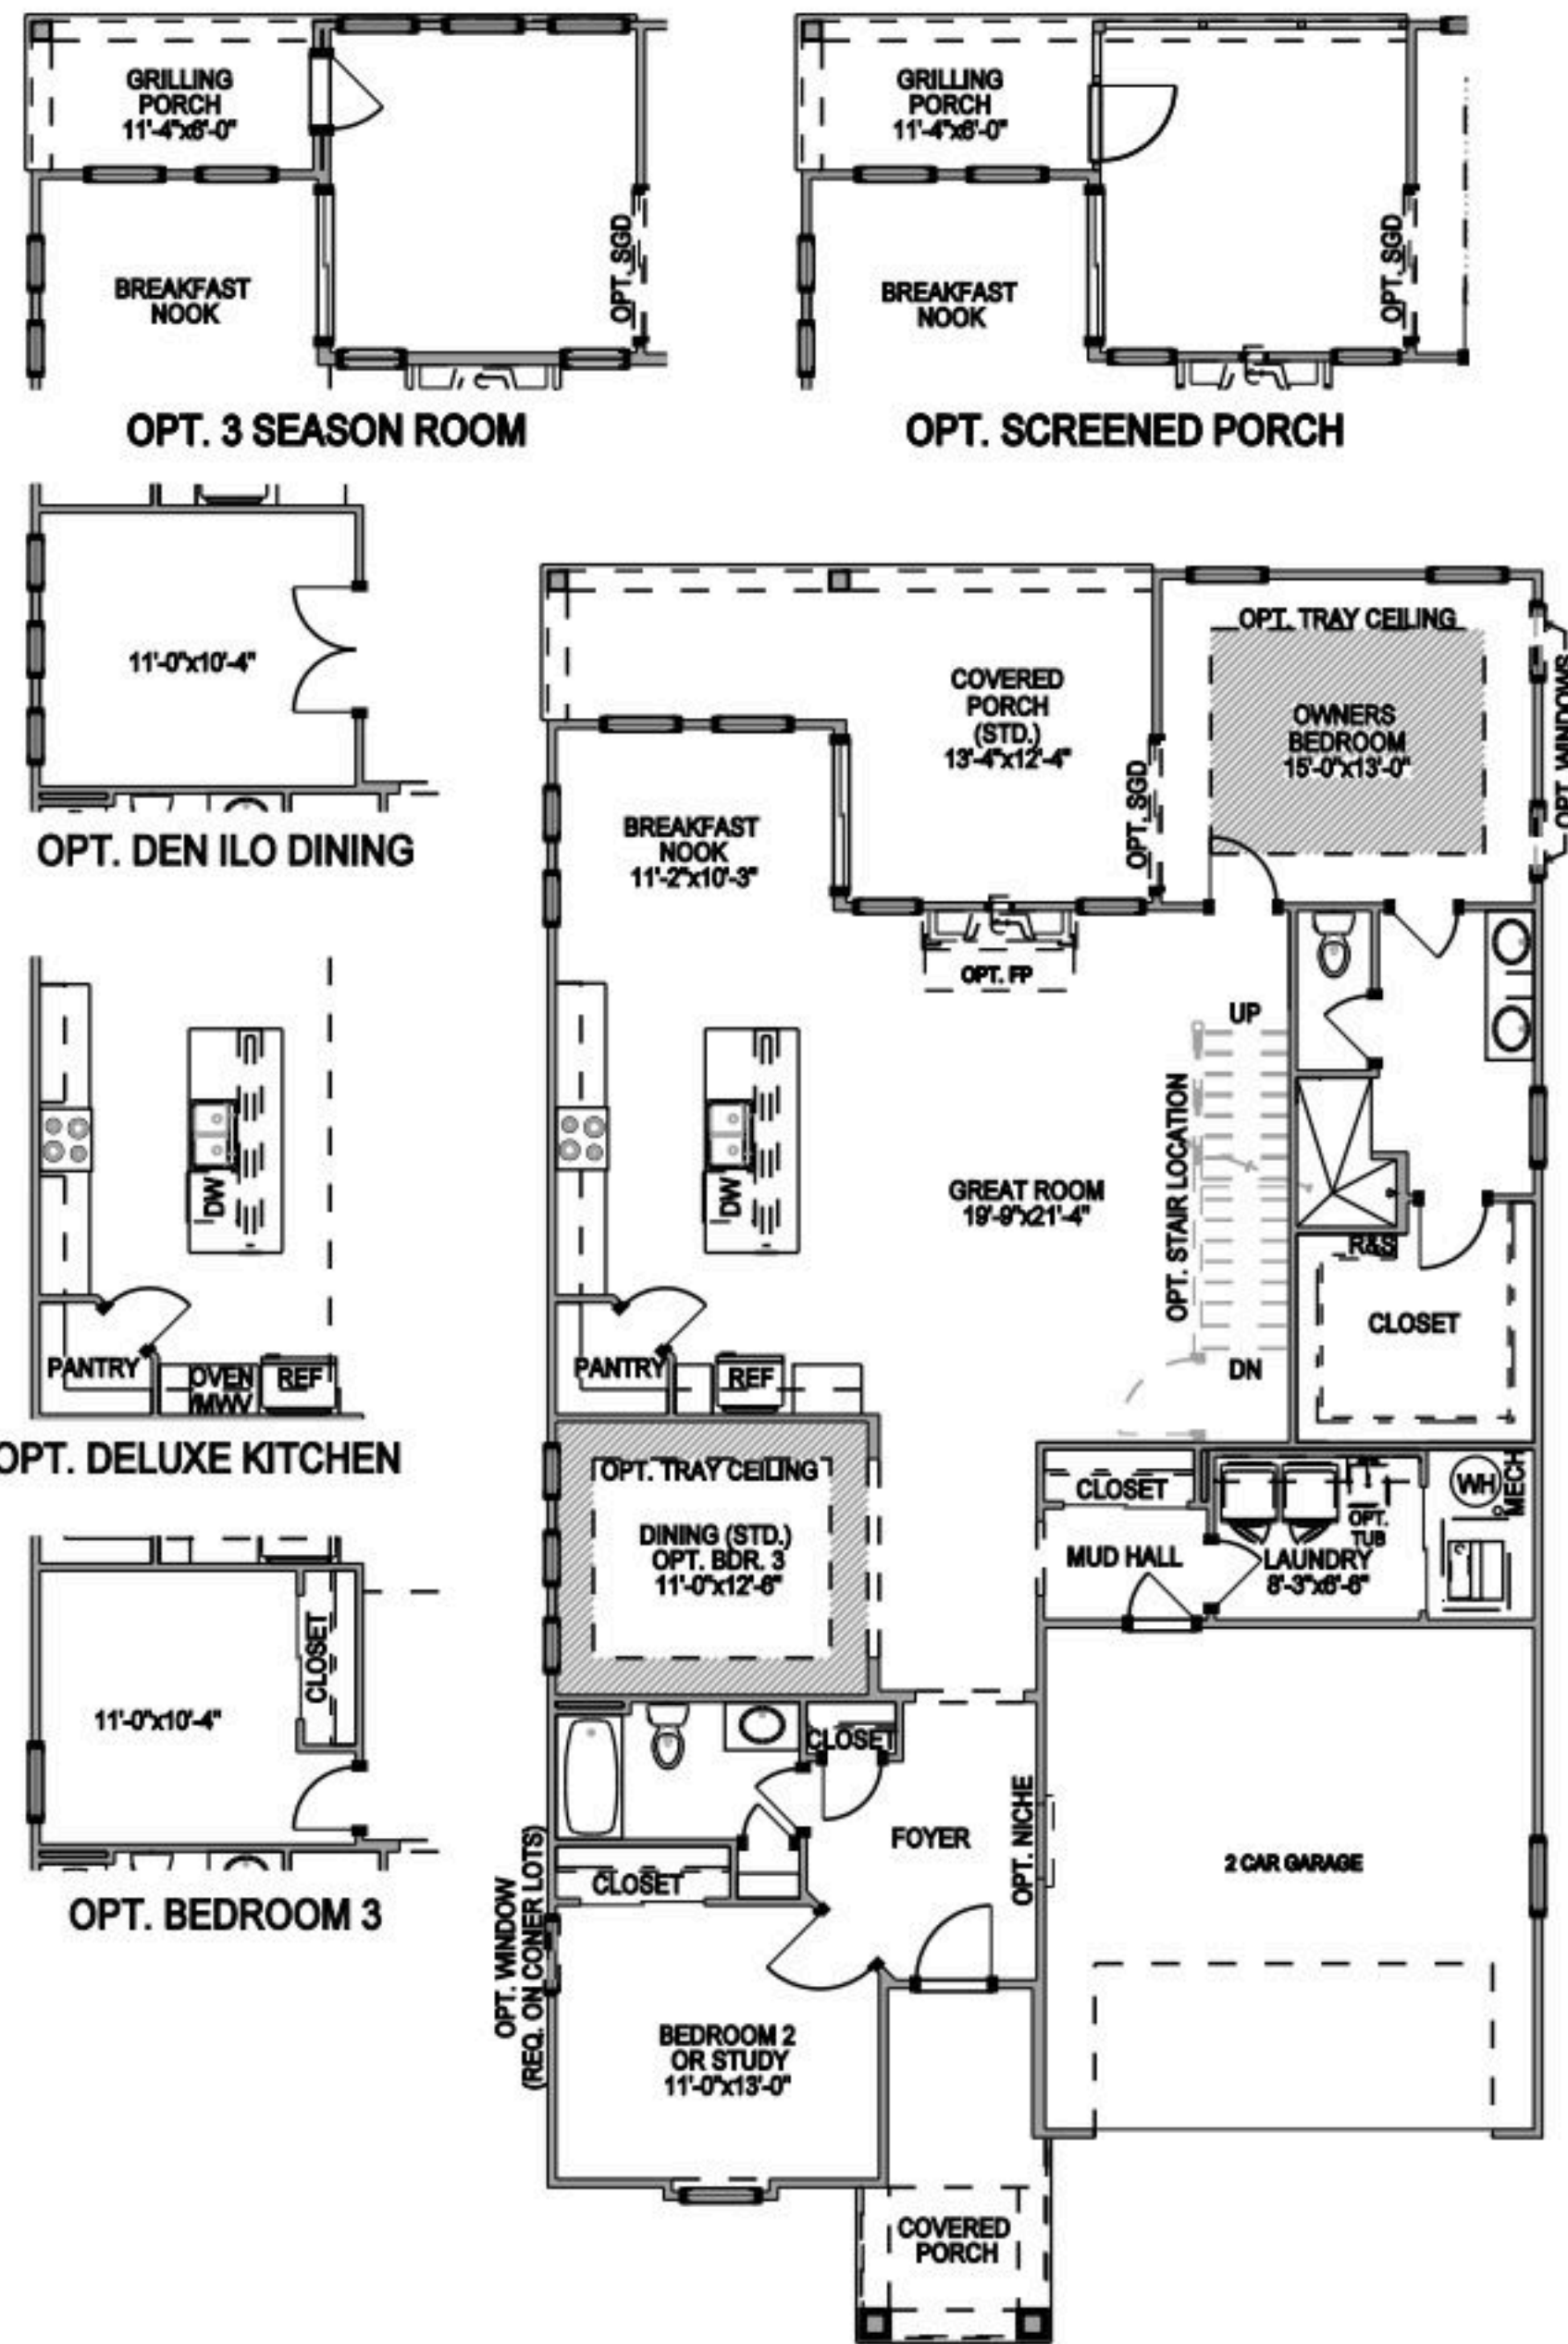 GRILLING
PORCH
11'-4"x6'-0"
BREAKFAST
NOOK
OPT. SGD
OPT. 3 SEASON ROOM
GRILLING
PORCH
11'-4"x6'-0"
BREAKFAST
NOOK
OPT. SGD
OPT. SCREENED PORCH
11'-0"x10'-4"
OPT. DEN ILO DINING
DW
PANTRY
OVEN
/MWV
REF
OPT. DELUXE KITCHEN
CLOSET
11'-0"x10'-4"
OPT. BEDROOM 3
COVERED
PORCH
(STD.)
13'-4"x12'-4"
OPT. SGD
OPT. TRAY CEILING
OWNERS
BEDROOM
15'-0"x13'-0"
OPT. WINDOWS
BREAKFAST
NOOK
11'-2"x10'-3"
OPT. FP
UP
OPT. STAIR LOCATION
DN
DW
GREAT ROOM
19'-9"x21'-4"
R&S
CLOSET
PANTRY
REF
OPT. TRAY CEILING
DINING (STD.)
OPT. BDR. 3
11'-0"x12'-6"
CLOSET
MUD HALL
OPT.
TUB
LAUNDRY
8'-3"x6'-6"
WH
MECH
CLOSET
FOYER
OPT. NICHE
2 CAR GARAGE
CLOSET
OPT. WINDOW
(REQ. ON CONER LOTS)
BEDROOM 2
OR STUDY
11'-0"x13'-0"
COVERED
PORCH